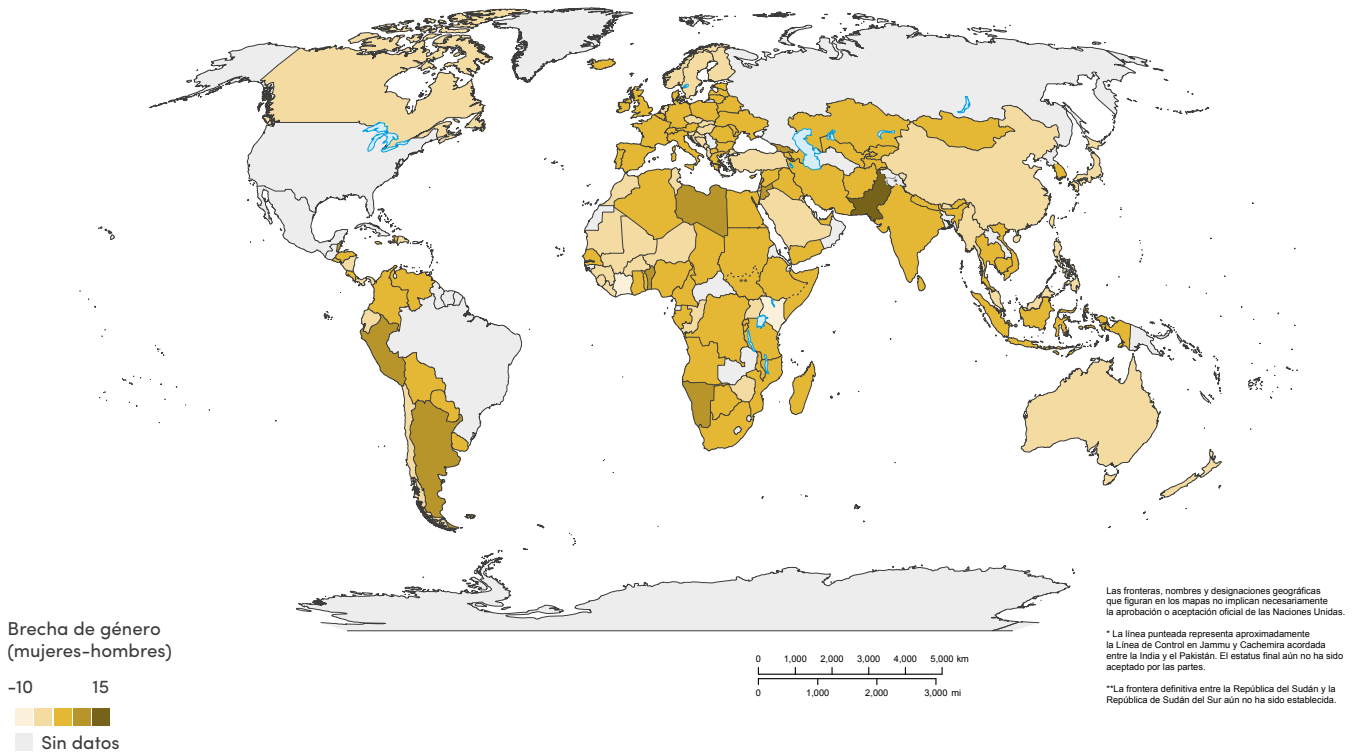 Brecha de género
(mujeres-hombres)
-10 15
Sin datos
0 1,000 2,000 3,000 4,000 5,000 km
0 1,000 2,000 3,000 mi
Las fronteras, nombres y designaciones geográficas
que figuran en los mapas no implican necesariamente
la aprobación o aceptación oficial de las Naciones Unidas.
* La línea punteada representa aproximadamente
la Línea de Control en Jammu y Cachemira acordada
entre la India y el Pakistán. El estatus final aún no ha sido
aceptado por las partes.
**La frontera definitiva entre la República del Sudán y la
República de Sudán del Sur aún no ha sido establecida.